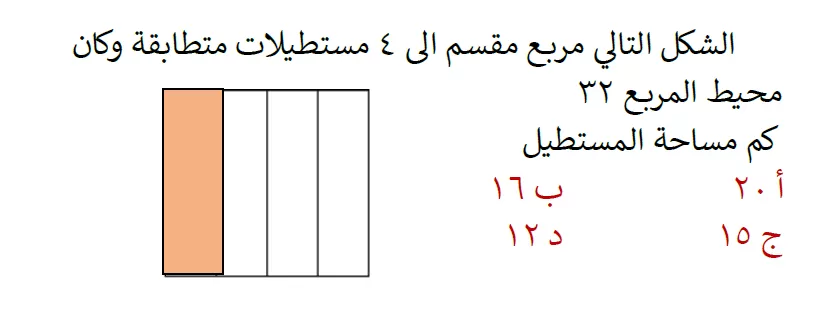 الشكل التالي مربع مقسم الى ٤ مستطيلات متطابقة وكان
محيط المربع ٣٢
كم مساحة المستطيل
أ ٢٠ ب ١٦
ج ١٥ د ١٢